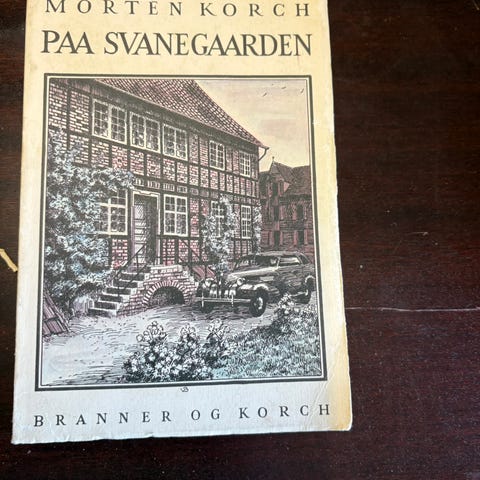 MORTEN KORCH
PAA SVANEGAARDEN
BRANNER OG KORCH